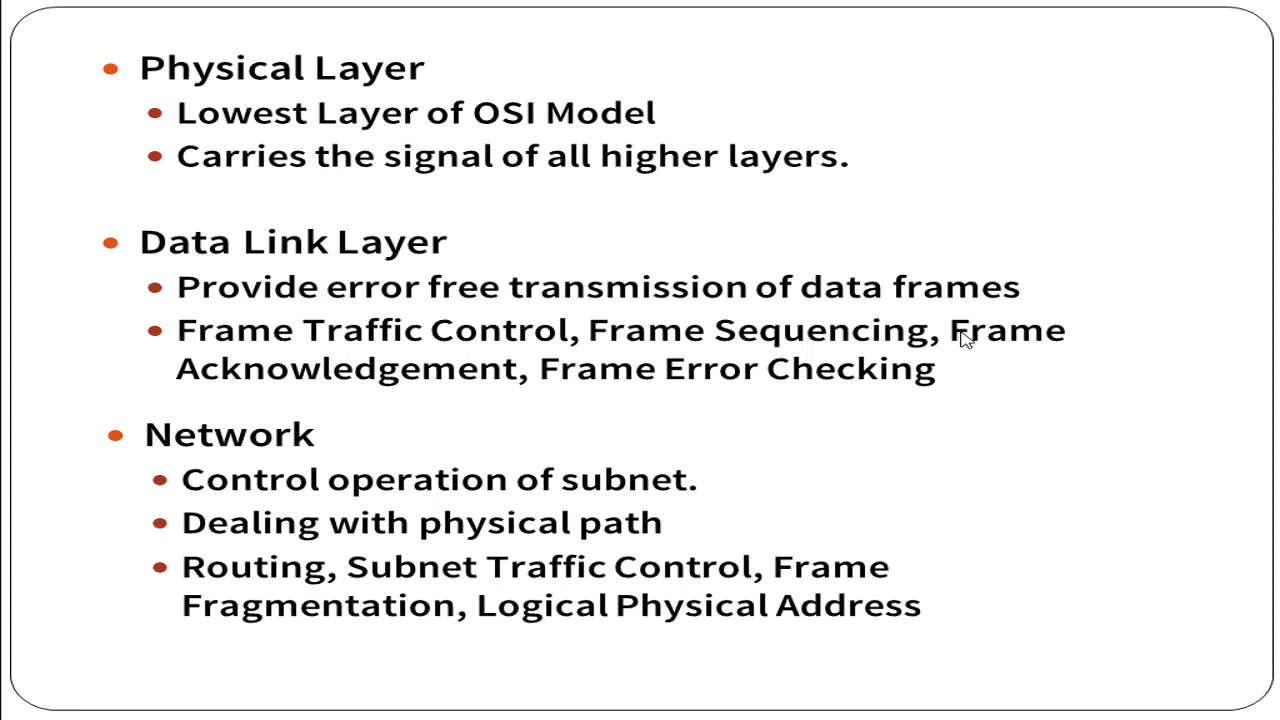 Physical Layer
Lowest Layer of OSI Model
Carries the signal of all higher layers.
Data Link Layer
Provide error free transmission of data frames
Frame Traffic Control, Frame Sequencing, Frame
Acknowledgement, Frame Error Checking
Network
Control operation of subnet.
Dealing with physical path
Routing, Subnet Traffic Control, Frame
Fragmentation, Logical Physical Address